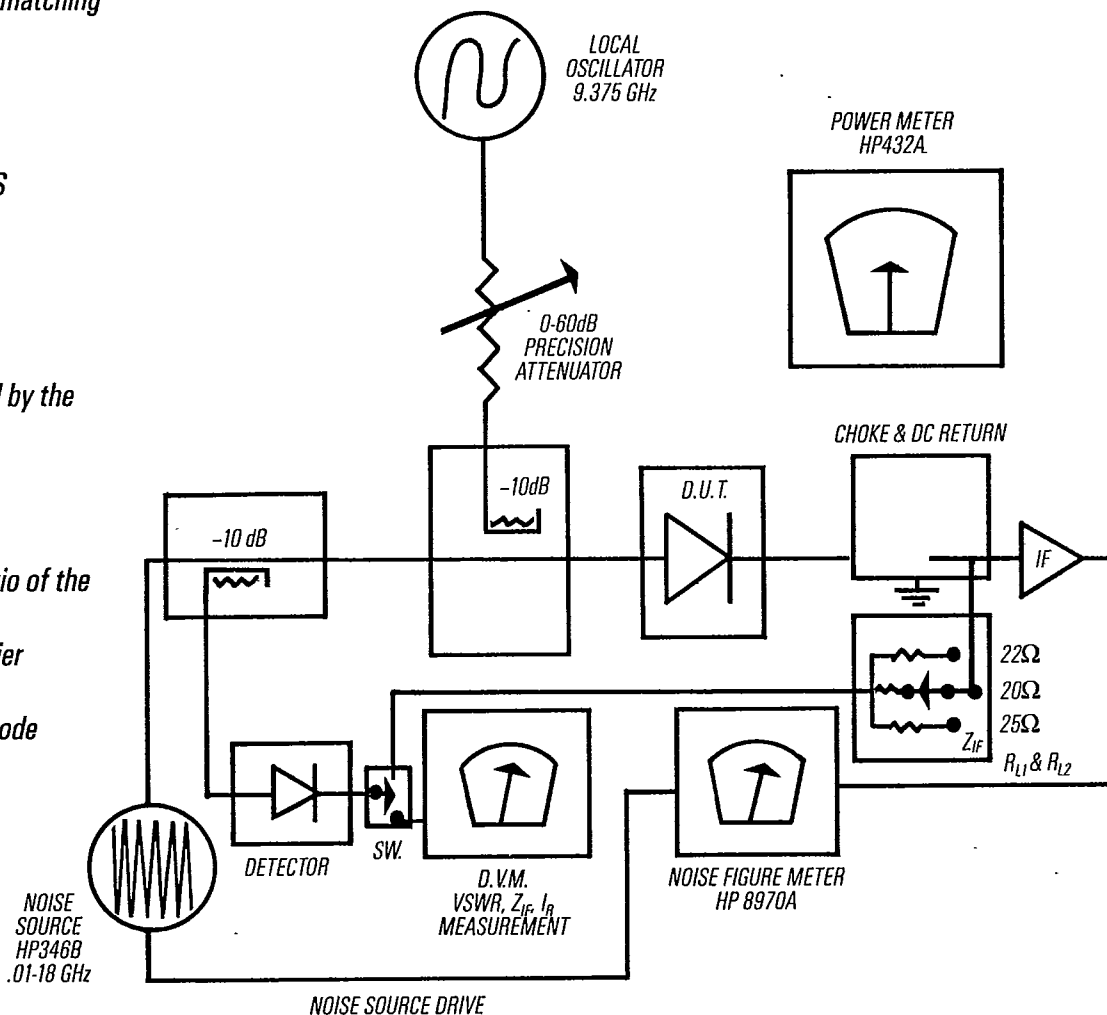 matching
S
by the
io of the
ier
ode
LOCAL
OSCILLATOR
9.375 GHz
POWER METER
HP432A
0-60dB
PRECISION
ATTENUATOR
CHOKE & DC RETURN
-10dB
D.U.T.
-10 dB
IF
22Ω
20Ω
25Ω
Z_IF
R_L1 & R_L2
DETECTOR
SW.
D.V.M.
VSWR, Z_IF, I_R
MEASUREMENT
NOISE FIGURE METER
HP 8970A
NOISE
SOURCE
HP346B
.01-18 GHz
NOISE SOURCE DRIVE